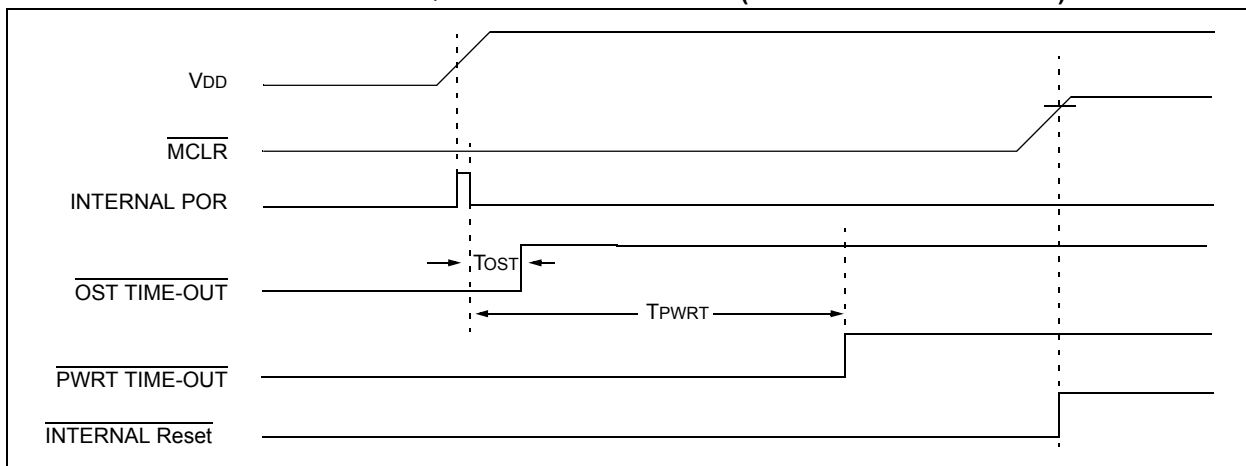 VDD
MCLR
INTERNAL POR
TOST
OST TIME-OUT
TPWRT
PWRT TIME-OUT
INTERNAL Reset